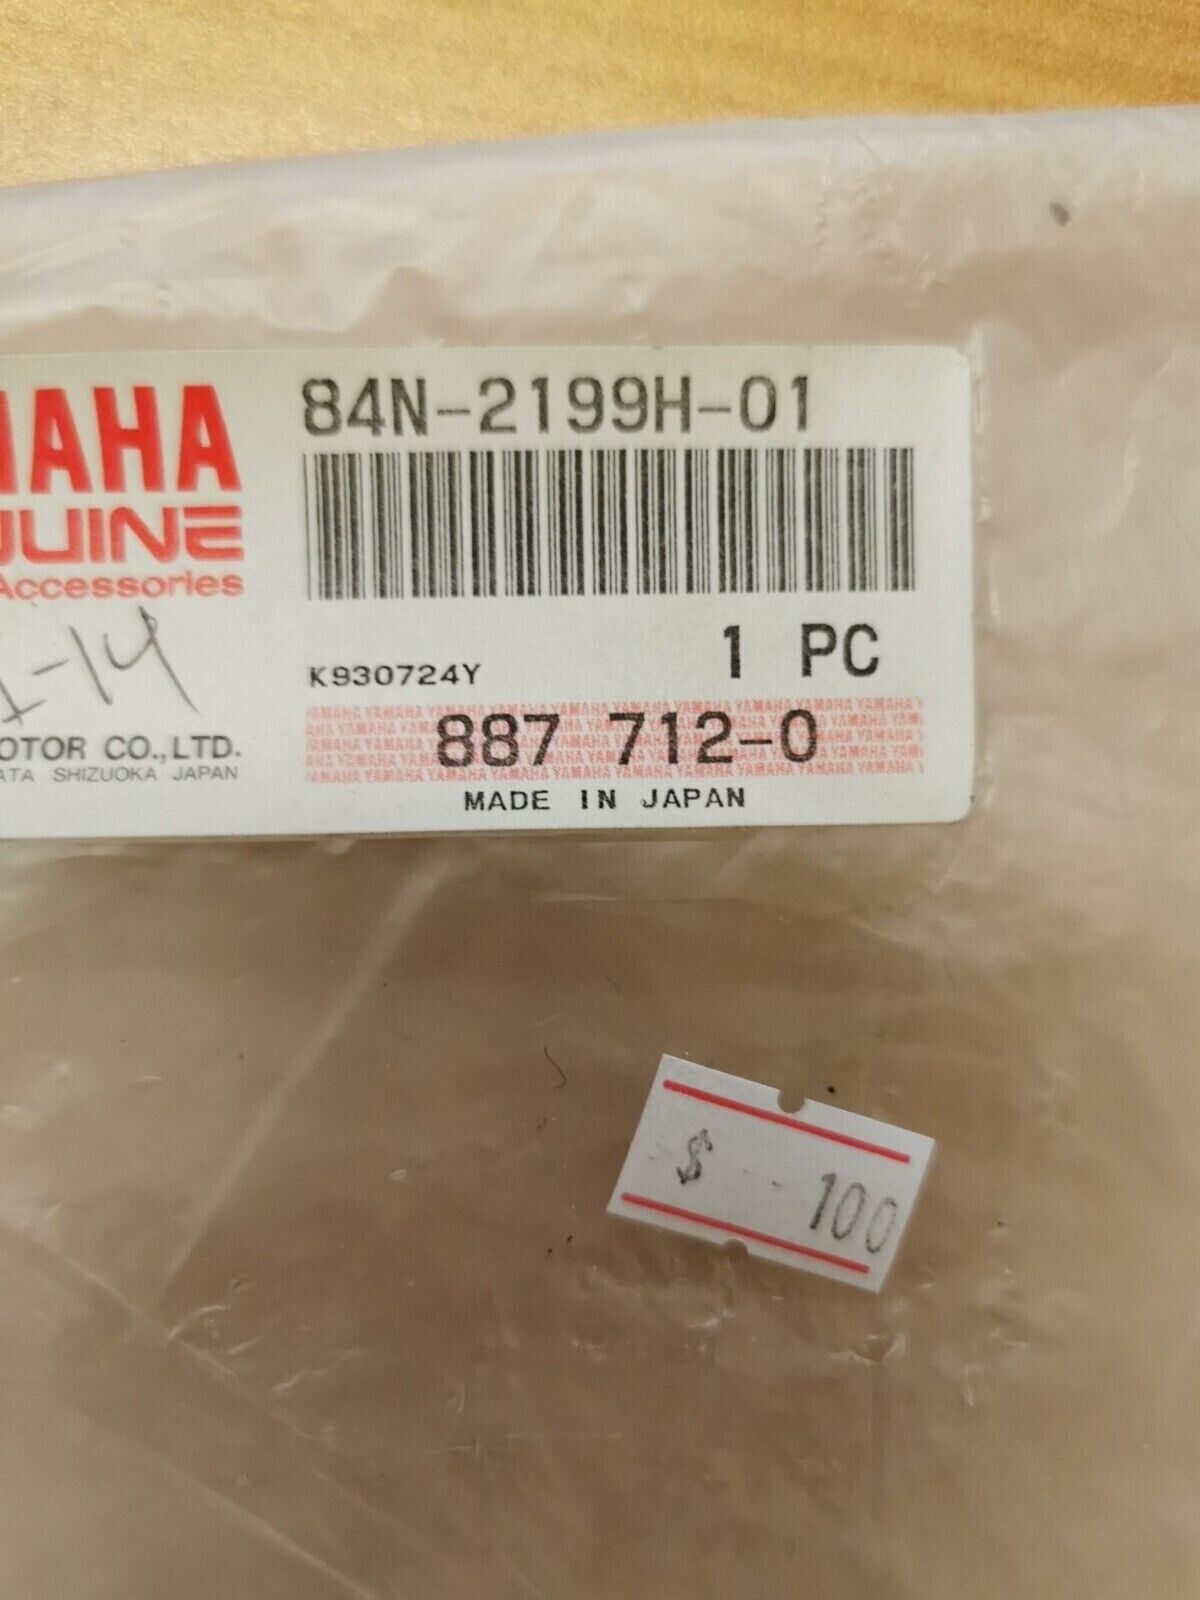 84N-2199H-01
AHA
UINE
Accessories
1 PC
K930724Y
-14
887 712-0
OTOR CO.,LTD.
ATA SHIZUOKA JAPAN
MADE IN JAPAN
$ 100